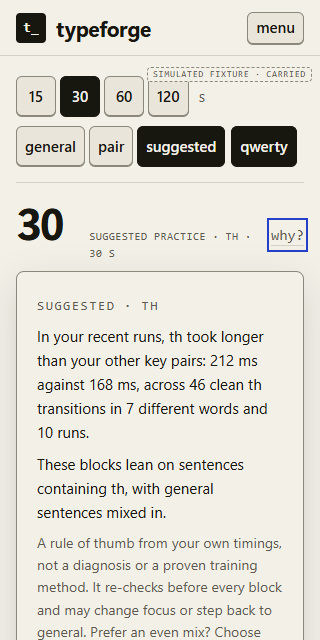 t_ typeforge menu
SIMULATED FIXTURE · CARRIED
15 30 60 120 s
general pair suggested qwerty
30 SUGGESTED PRACTICE · TH · why?
30 S
SUGGESTED · TH
In your recent runs, th took longer
than your other key pairs: 212 ms
against 168 ms, across 46 clean th
transitions in 7 different words and
10 runs.
These blocks lean on sentences
containing th, with general
sentences mixed in.
A rule of thumb from your own timings,
not a diagnosis or a proven training
method. It re-checks before every block
and may change focus or step back to
general. Prefer an even mix? Choose